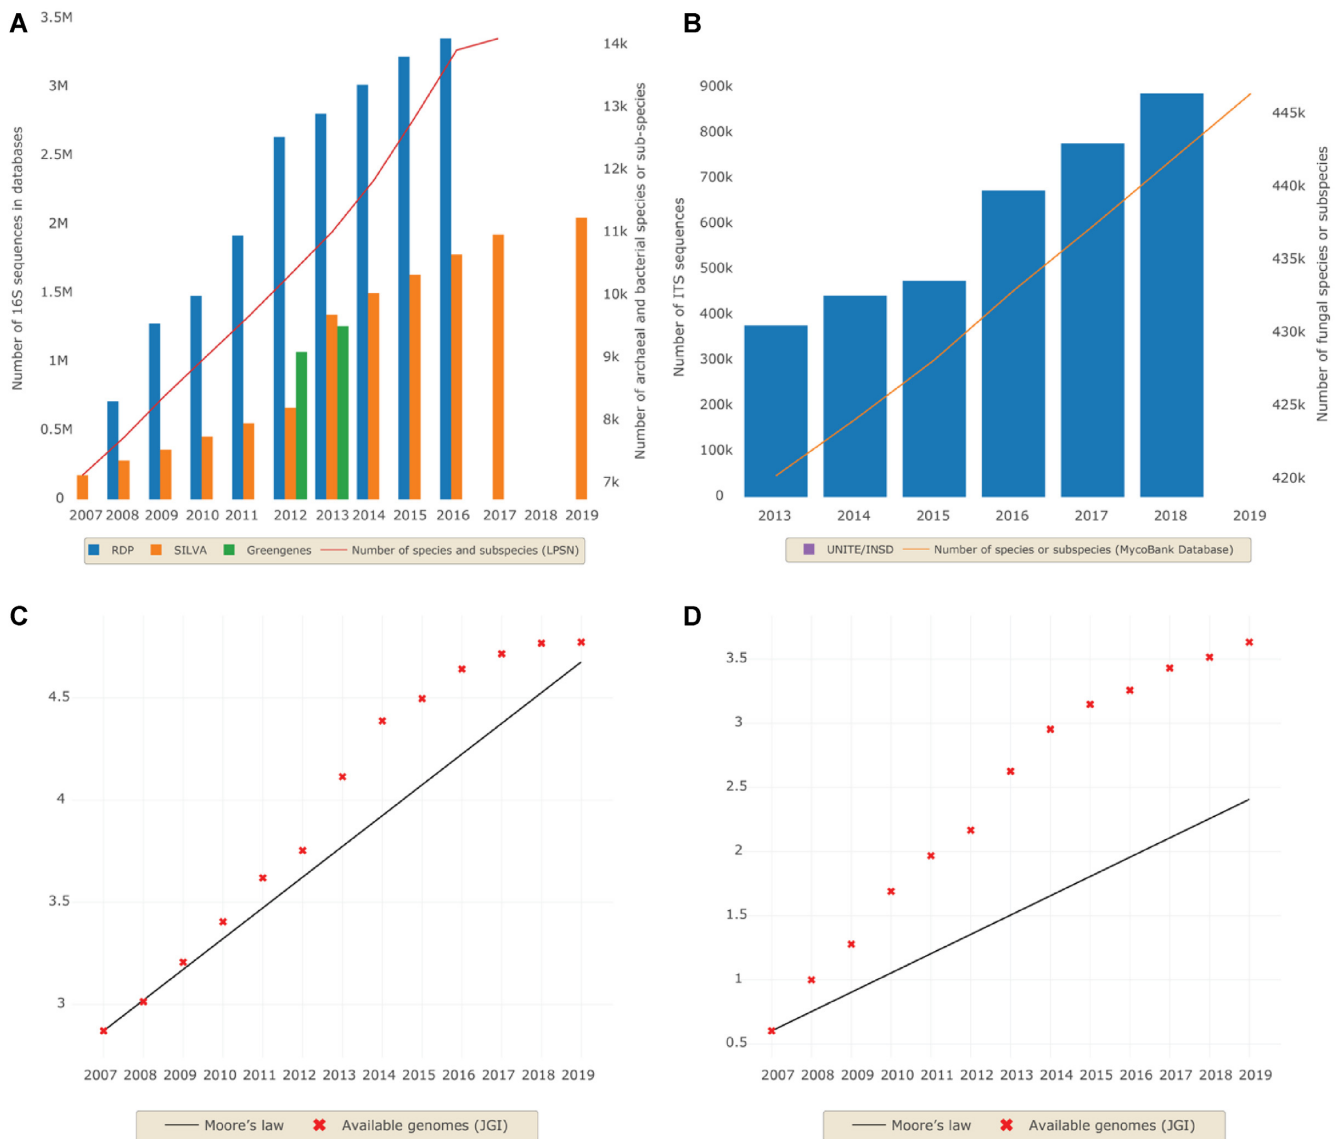 A
Number of 16S sequences in databases
3.5M
3M
2.5M
2M
1.5M
1M
0.5M
0
14k
13k
12k
11k
10k
9k
8k
7k
Number of archaeal and bacterial species or sub-species
2007 2008 2009 2010 2011 2012 2013 2014 2015 2016 2017 2018 2019
RDP SILVA Greengenes Number of species and subspecies (LPSN)
B
Number of ITS sequences
900k
800k
700k
600k
500k
400k
300k
200k
100k
0
445k
440k
435k
430k
425k
420k
Number of fungal species or subspecies
2013 2014 2015 2016 2017 2018 2019
UNITE/INSD Number of species or subspecies (MycoBank Database)
C
4.5
4
3.5
3
2007 2008 2009 2010 2011 2012 2013 2014 2015 2016 2017 2018 2019
Moore's law Available genomes (JGI)
D
3.5
3
2.5
2
1.5
1
0.5
2007 2008 2009 2010 2011 2012 2013 2014 2015 2016 2017 2018 2019
Moore's law Available genomes (JGI)